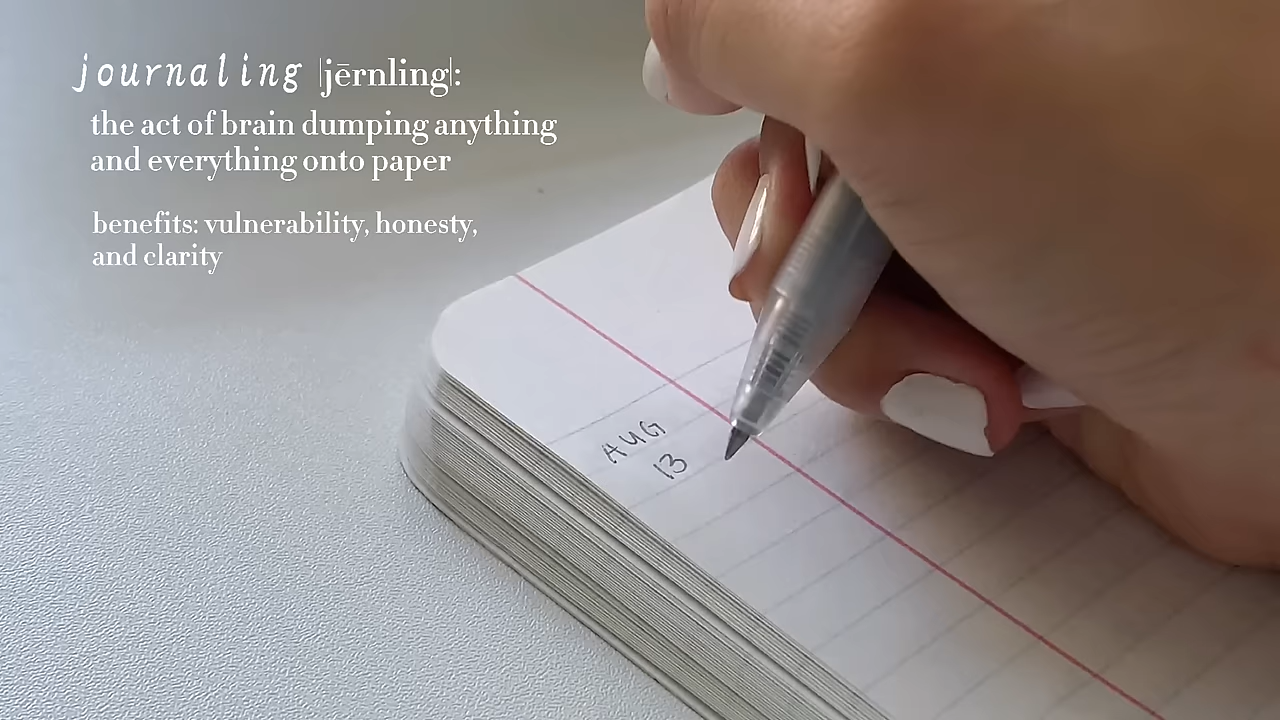 journaling |jērnling|:
the act of brain dumping anything
and everything onto paper
benefits: vulnerability, honesty,
and clarity
AUG
13